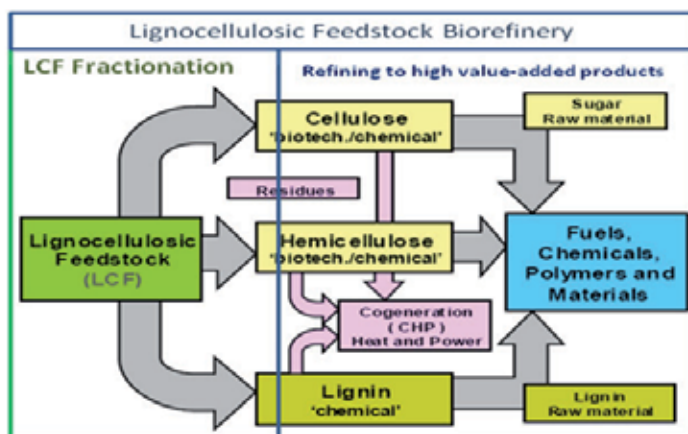 Lignocellulosic Feedstock Biorefinery
LCF Fractionation
Refining to high value-added products
Cellulose
'biotech./chemical'
Sugar
Raw material
Residues
Lignocellulosic
Feedstock
(LCF)
Hemicellulose
'biotech./chemical'
Fuels,
Chemicals,
Polymers and
Materials
Cogeneration
( CHP )
Heat and Power
Lignin
'chemical'
Lignin
Raw material